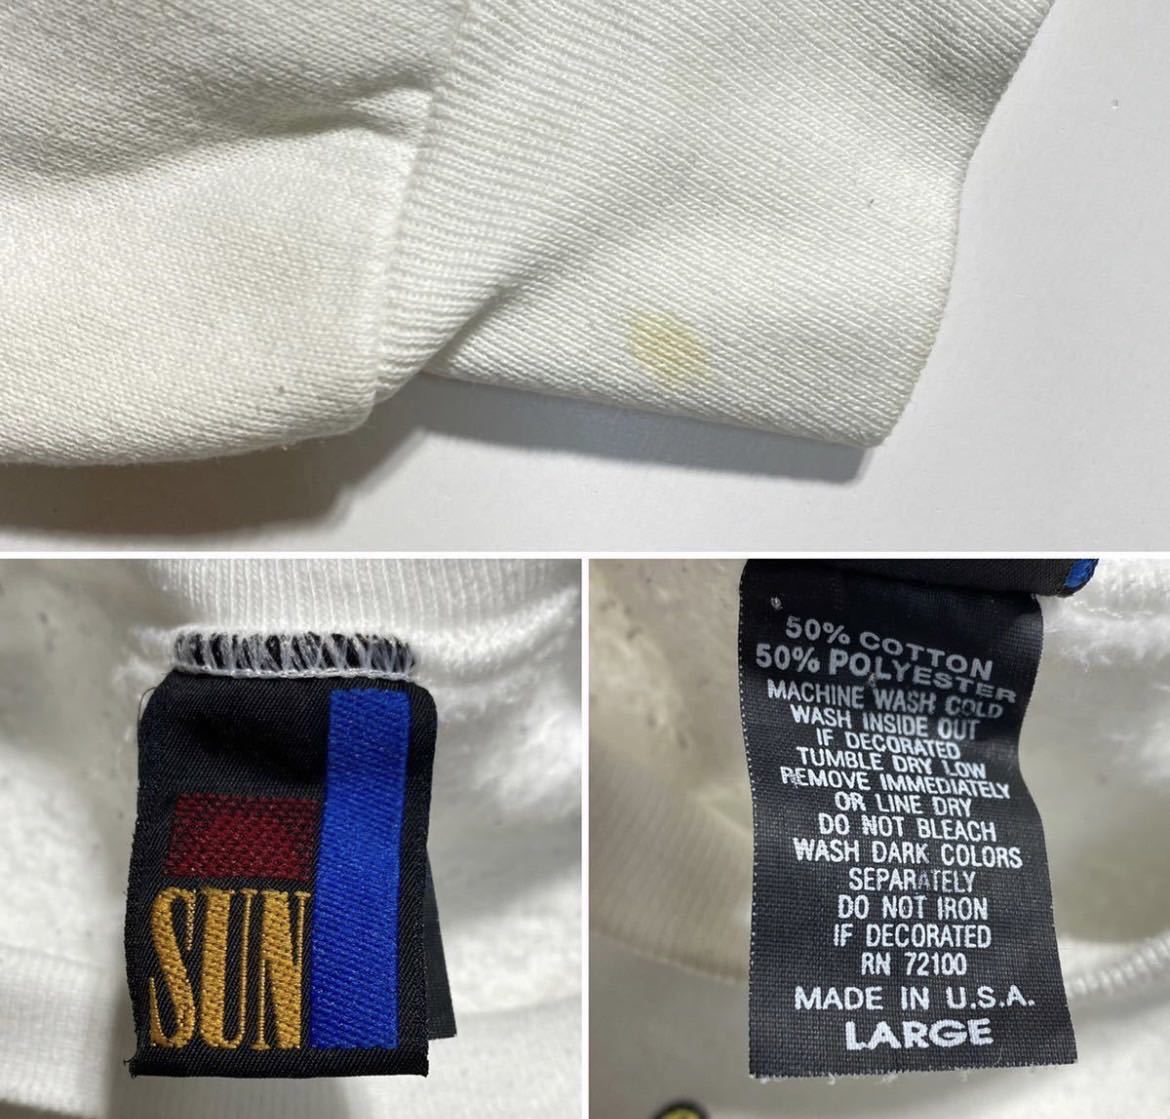 SUN
50% COTTON
50% POLYESTER
MACHINE WASH COLD
WASH INSIDE OUT
IF DECORATED
TUMBLE DRY LOW
REMOVE IMMEDIATELY
OR LINE DRY
DO NOT BLEACH
WASH DARK COLORS
SEPARATELY
DO NOT IRON
IF DECORATED
RN 72100
MADE IN U.S.A.
LARGE